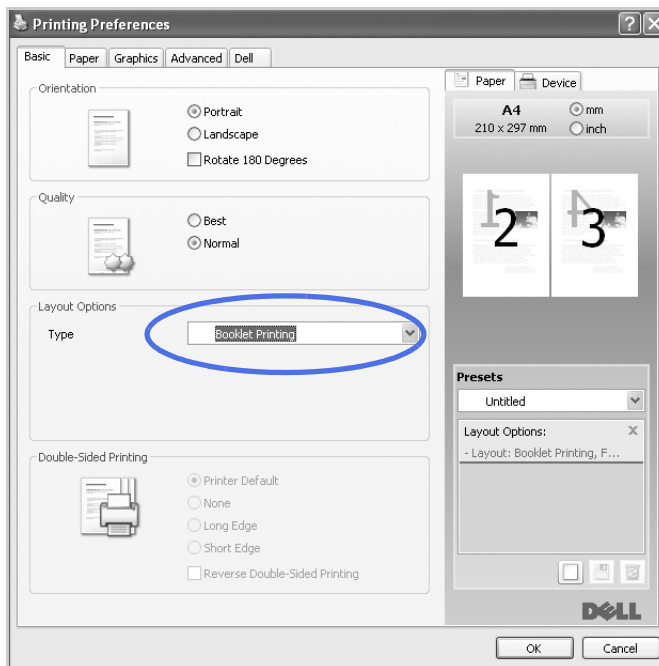 Printing Preferences
Basic Paper Graphics Advanced Dell
Orientation
Portrait
Landscape
Rotate 180 Degrees
Quality
Best
Normal
Layout Options
Type Booklet Printing
Double-Sided Printing
Printer Default
None
Long Edge
Short Edge
Reverse Double-Sided Printing
Paper Device
A4 mm
210 x 297 mm inch
1 2 4 3
Presets
Untitled
Layout Options:
- Layout: Booklet Printing, F...
DELL
OK Cancel